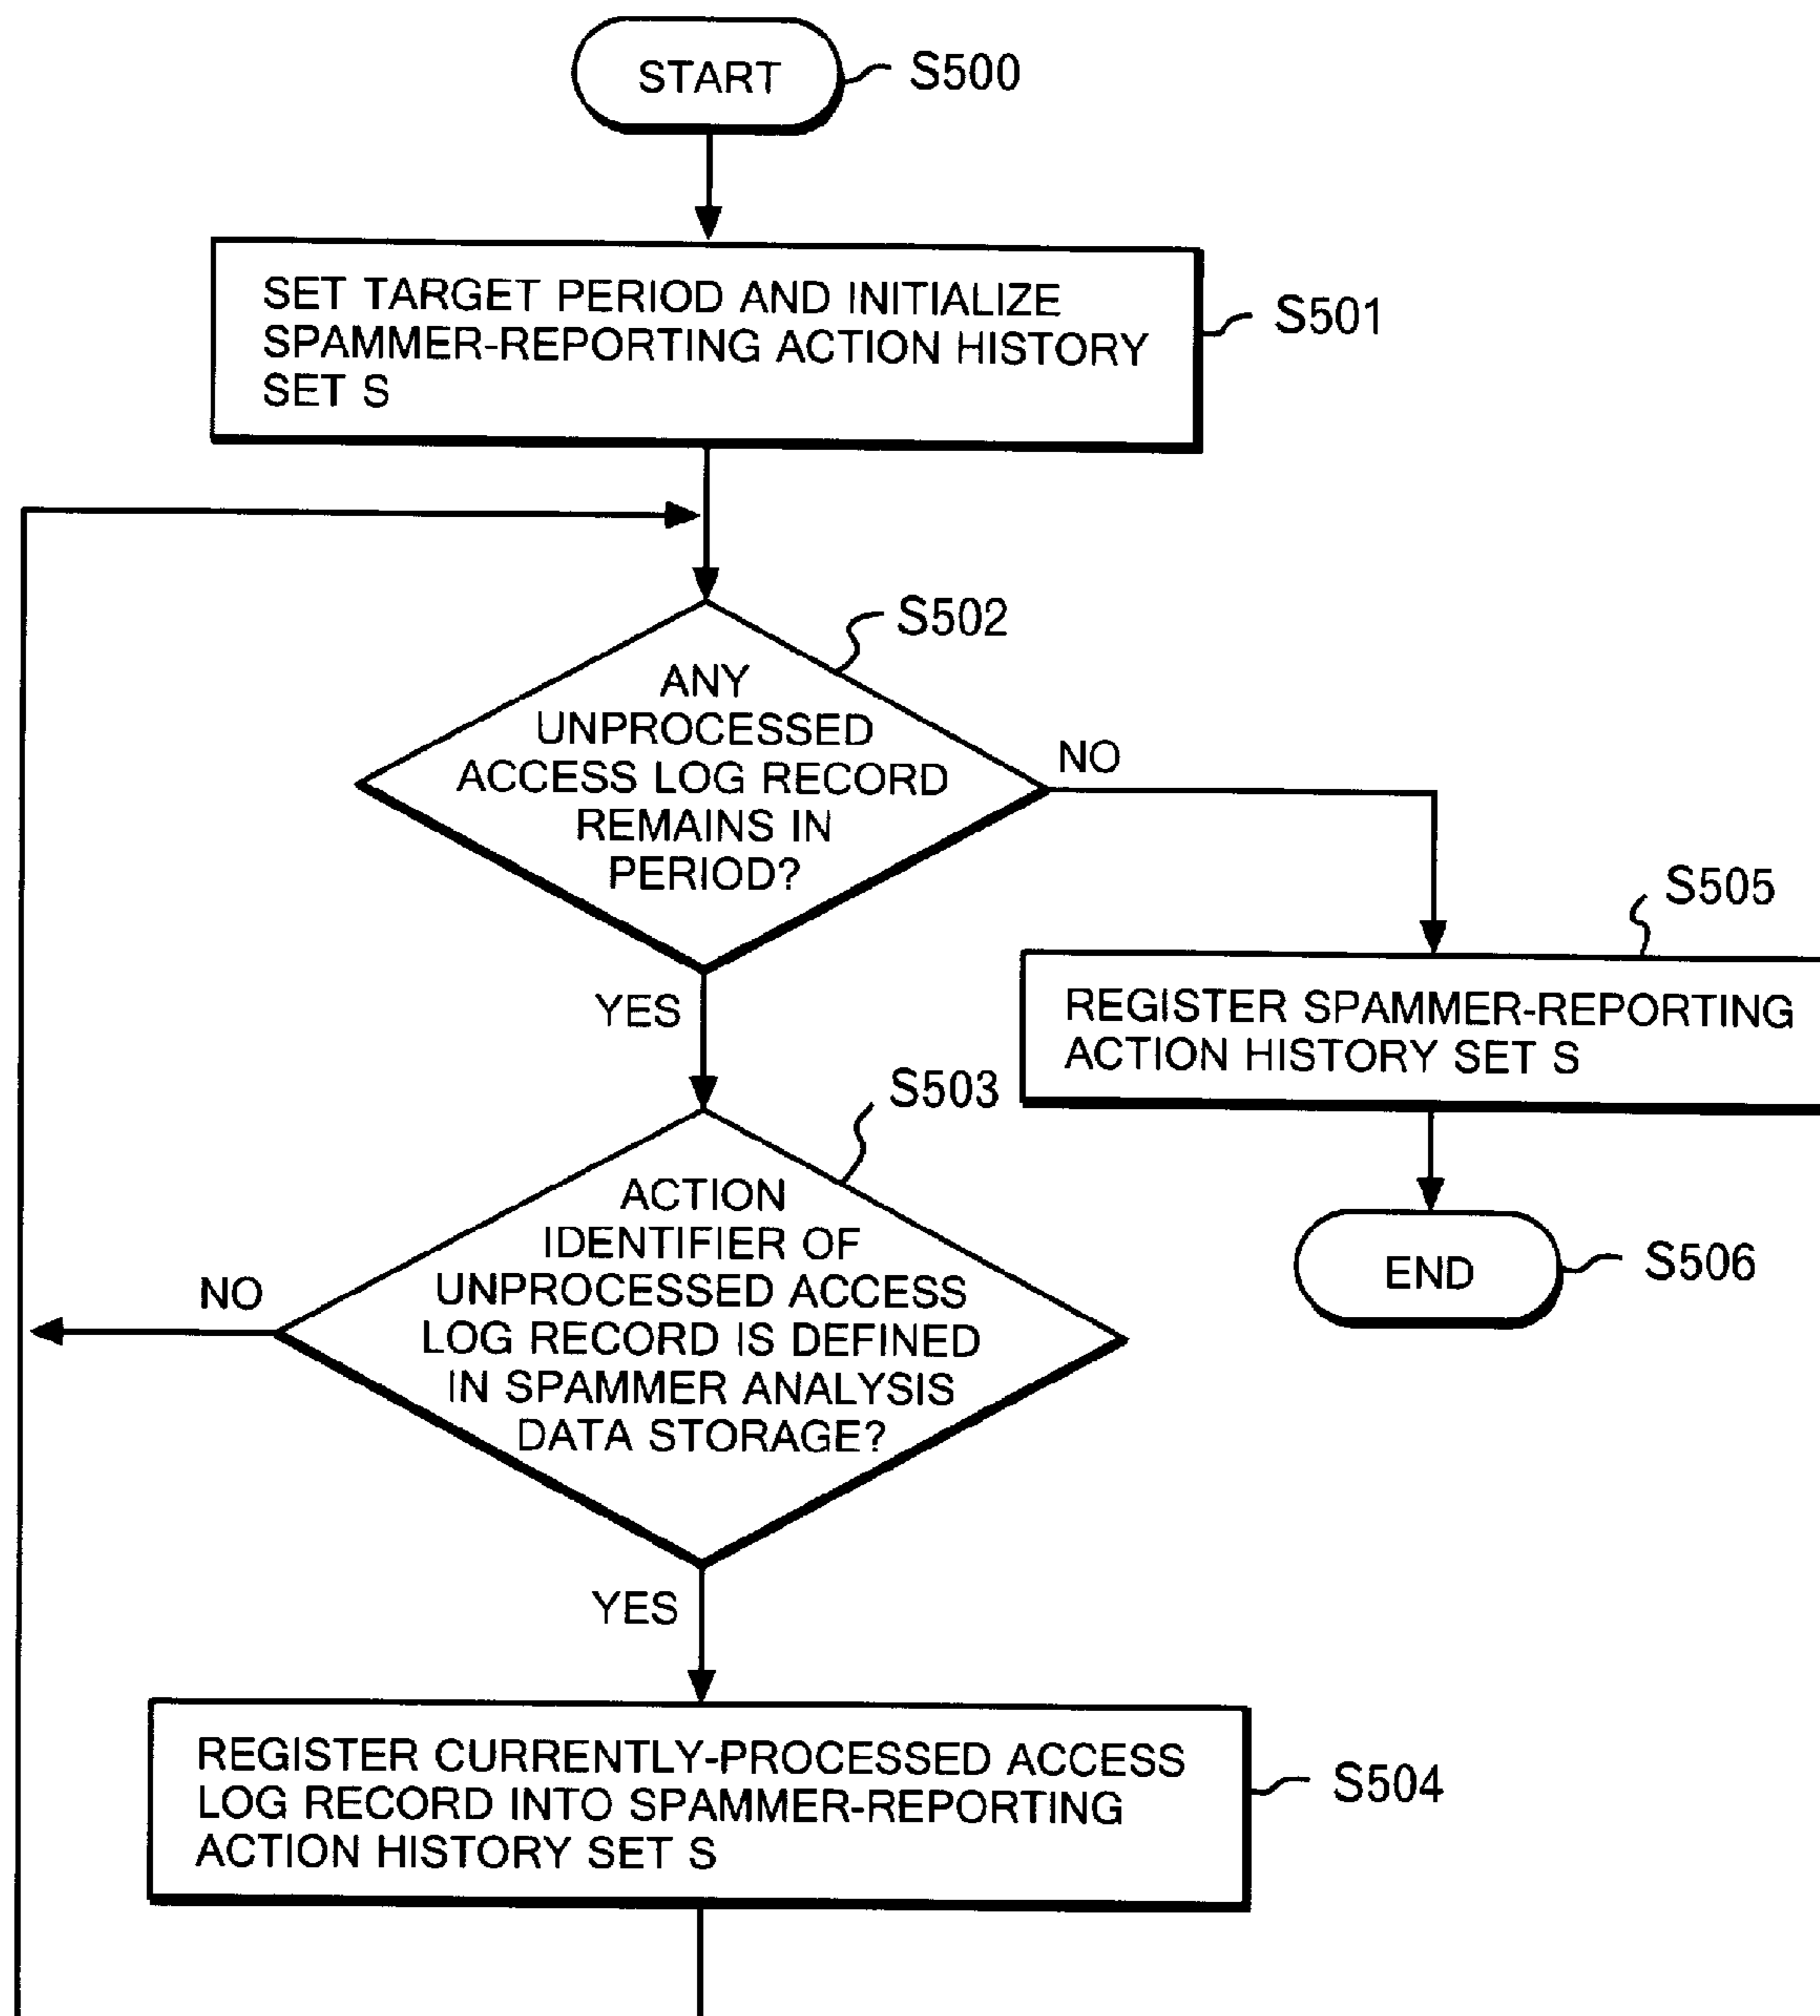 START
S500
SET TARGET PERIOD AND INITIALIZE
SPAMMER-REPORTING ACTION HISTORY
SET S
S501
S502
ANY
UNPROCESSED
ACCESS LOG RECORD
REMAINS IN
PERIOD?
NO
YES
S505
REGISTER SPAMMER-REPORTING
ACTION HISTORY SET S
S503
ACTION
IDENTIFIER OF
UNPROCESSED ACCESS
LOG RECORD IS DEFINED
IN SPAMMER ANALYSIS
DATA STORAGE?
NO
YES
END
S506
REGISTER CURRENTLY-PROCESSED ACCESS
LOG RECORD INTO SPAMMER-REPORTING
ACTION HISTORY SET S
S504